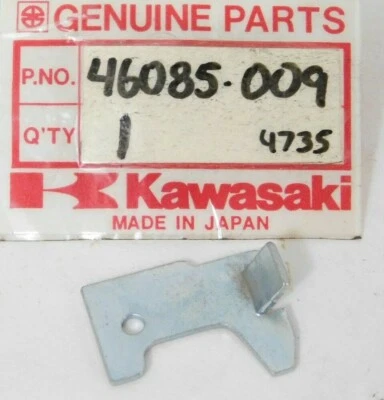 GENUINE PARTS
P.NO. 46085-009
Q'TY 1 4735
Kawasaki
MADE IN JAPAN